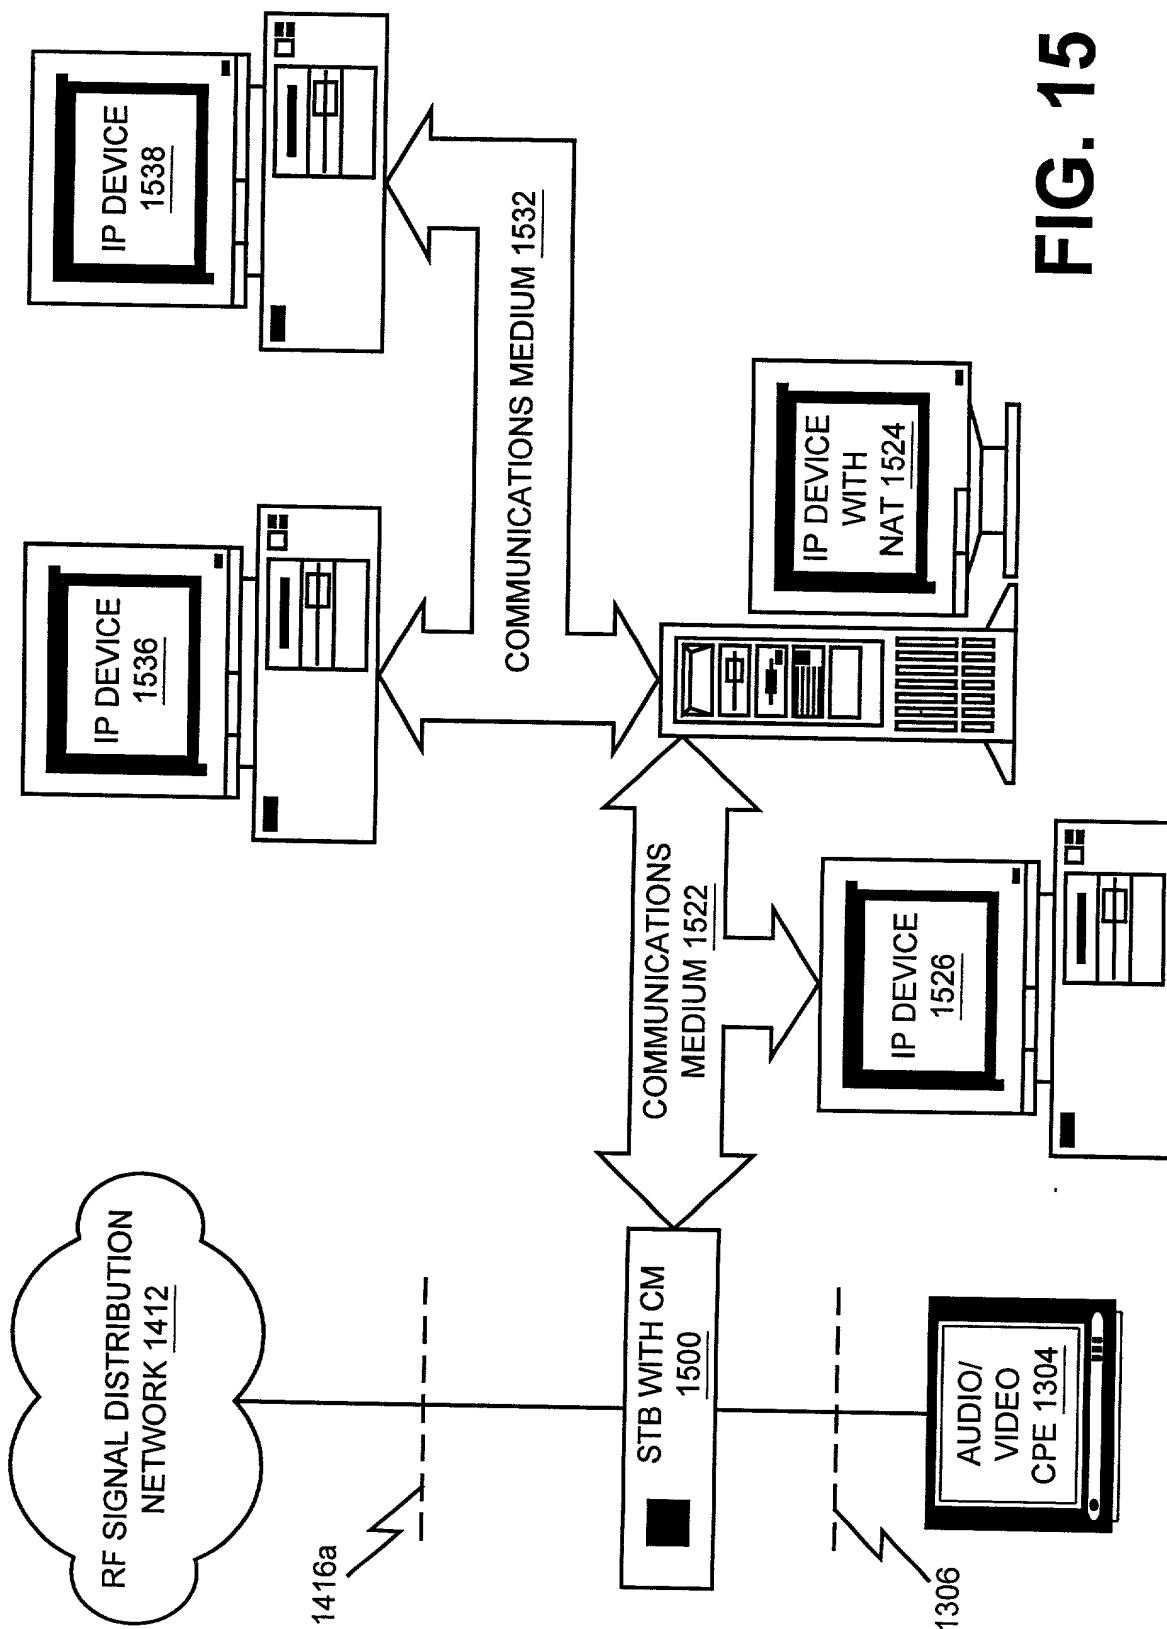 RF SIGNAL DISTRIBUTION
NETWORK 1412
1416a
STB WITH CM
1500
1306
AUDIO/
VIDEO
CPE 1304
COMMUNICATIONS
MEDIUM 1522
IP DEVICE
1526
IP DEVICE
WITH
NAT 1524
COMMUNICATIONS MEDIUM 1532
IP DEVICE
1536
IP DEVICE
1538
FIG. 15